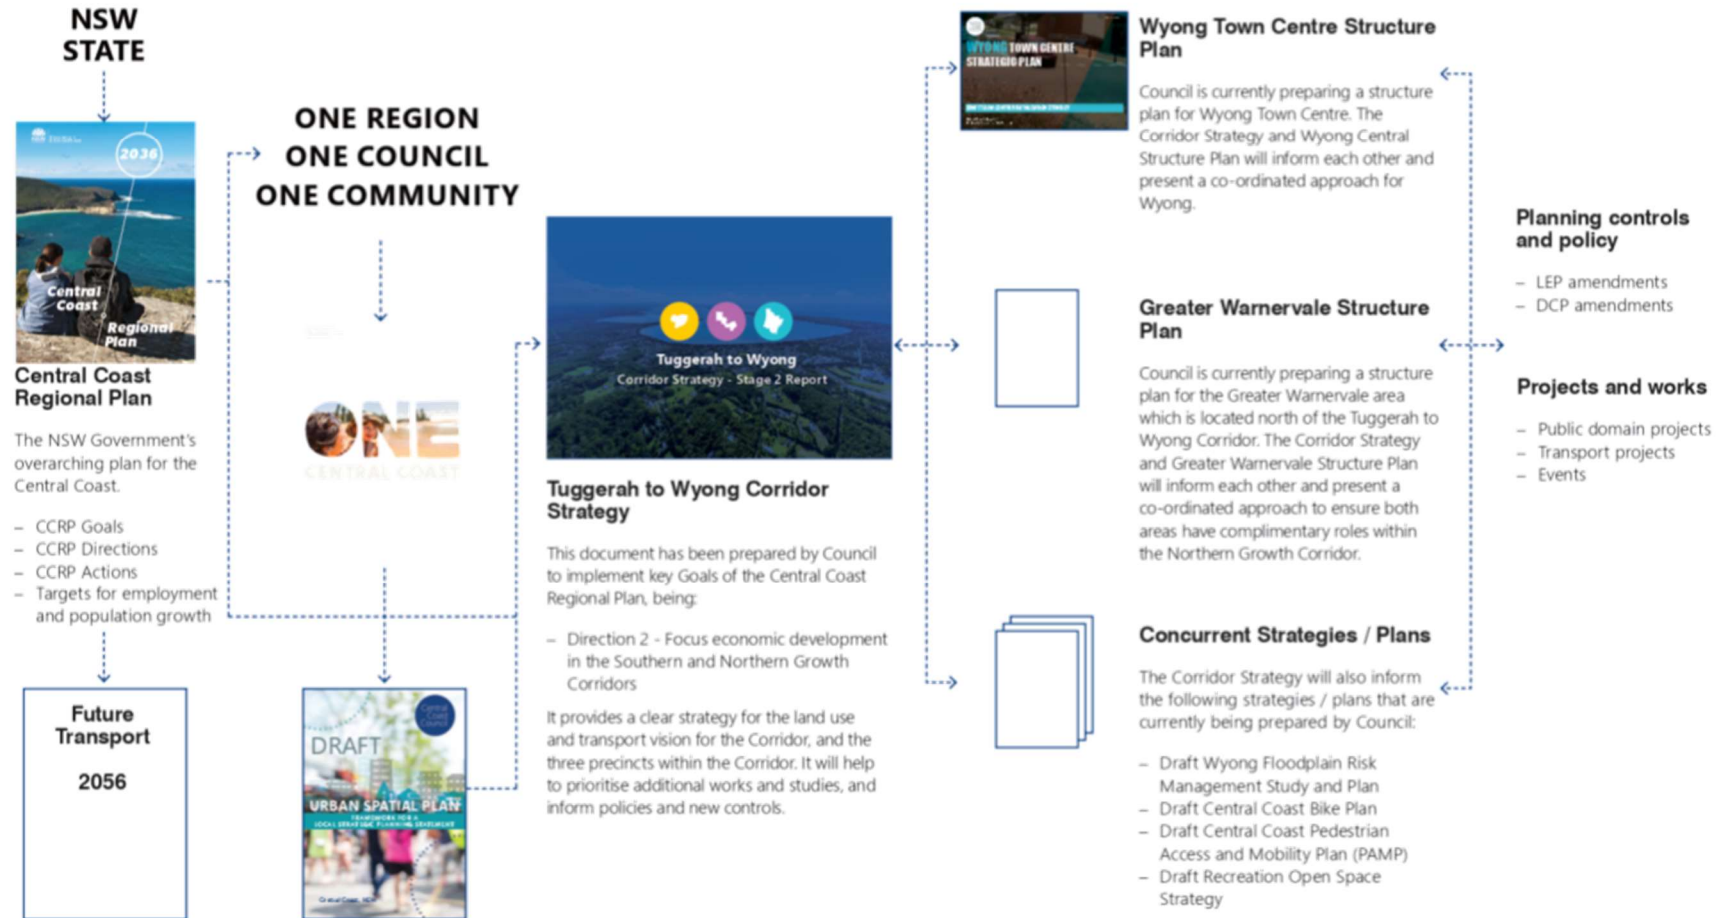 NSW
STATE
2036
Central
Coast
Regional
Plan
Central Coast
Regional Plan
The NSW Government's
overarching plan for the
Central Coast.
– CCRP Goals
– CCRP Directions
– CCRP Actions
– Targets for employment
and population growth
Future
Transport
2056
ONE REGION
ONE COUNCIL
ONE COMMUNITY
ONE
CENTRAL COAST
Central
Coast
Council
DRAFT
URBAN SPATIAL PLAN
FRAMEWORK FOR A
LOCAL STRATEGIC PLANNING STATEMENT
Tuggerah to Wyong
Corridor Strategy - Stage 2 Report
Tuggerah to Wyong Corridor
Strategy
This document has been prepared by Council
to implement key Goals of the Central Coast
Regional Plan, being:
– Direction 2 - Focus economic development
in the Southern and Northern Growth
Corridors
It provides a clear strategy for the land use
and transport vision for the Corridor, and the
three precincts within the Corridor. It will help
to prioritise additional works and studies, and
inform policies and new controls.
WYONG TOWN CENTRE
STRATEGIC PLAN
Wyong Town Centre Structure
Plan
Council is currently preparing a structure
plan for Wyong Town Centre. The
Corridor Strategy and Wyong Central
Structure Plan will inform each other and
present a co-ordinated approach for
Wyong.
Greater Warnervale Structure
Plan
Council is currently preparing a structure
plan for the Greater Warnervale area
which is located north of the Tuggerah to
Wyong Corridor. The Corridor Strategy
and Greater Warnervale Structure Plan
will inform each other and present a
co-ordinated approach to ensure both
areas have complimentary roles within
the Northern Growth Corridor.
Concurrent Strategies / Plans
The Corridor Strategy will also inform
the following strategies / plans that are
currently being prepared by Council:
– Draft Wyong Floodplain Risk
Management Study and Plan
– Draft Central Coast Bike Plan
– Draft Central Coast Pedestrian
Access and Mobility Plan (PAMP)
– Draft Recreation Open Space
Strategy
Planning controls
and policy
– LEP amendments
– DCP amendments
Projects and works
– Public domain projects
– Transport projects
– Events